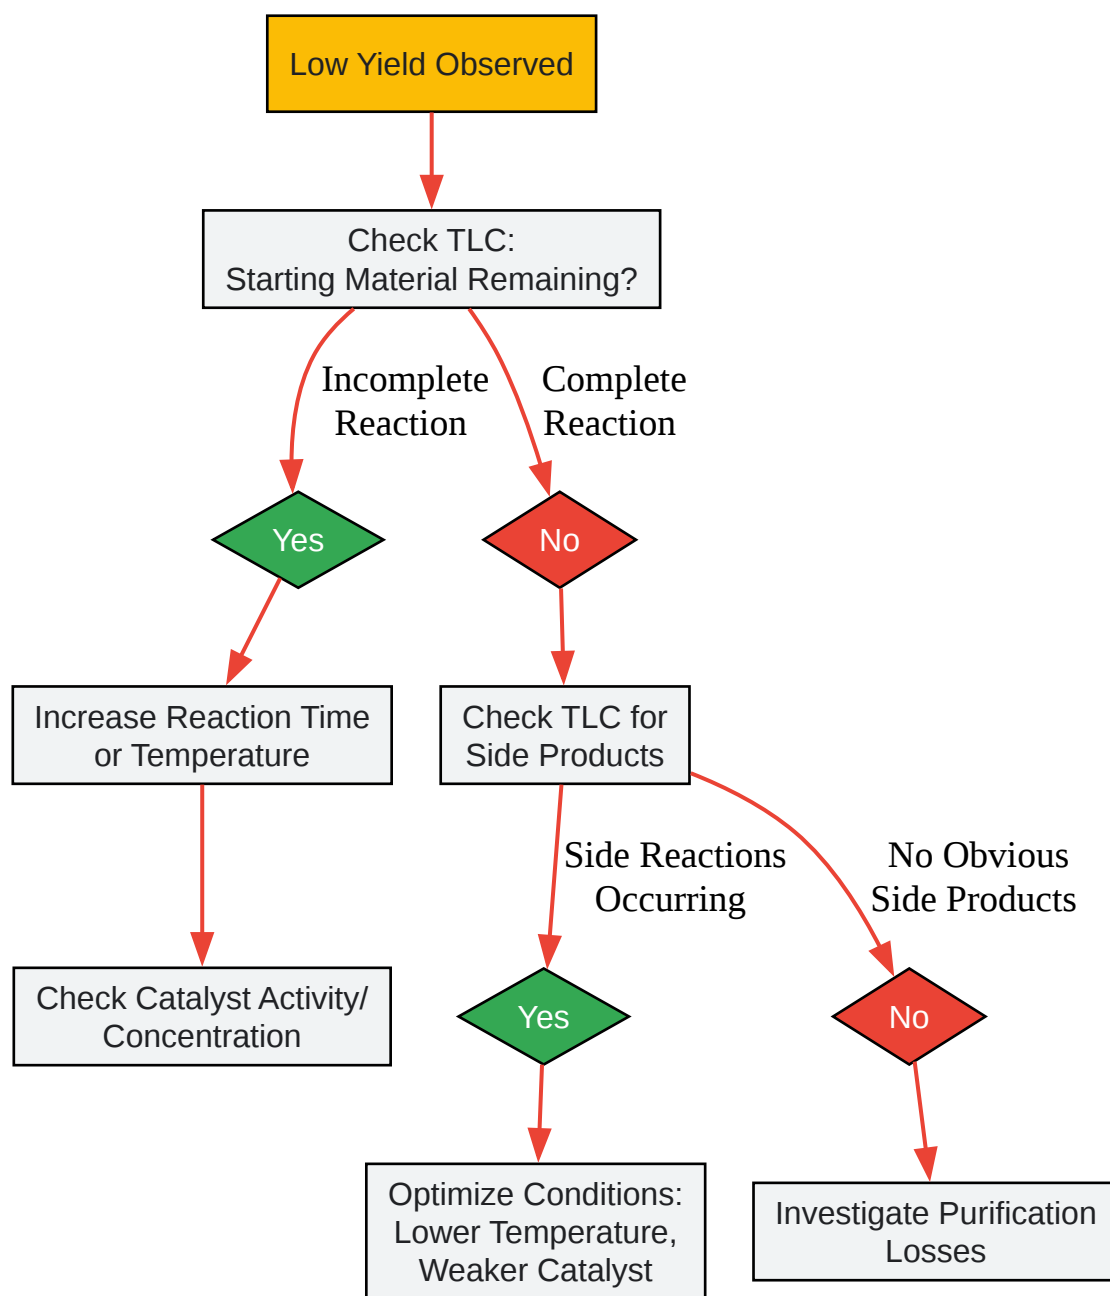 Low Yield Observed
Check TLC:
Starting Material Remaining?
Incomplete
Reaction
Complete
Reaction
Yes
No
Increase Reaction Time
or Temperature
Check TLC for
Side Products
Side Reactions
Occurring
No Obvious
Side Products
Check Catalyst Activity/
Concentration
Yes
No
Optimize Conditions:
Lower Temperature,
Weaker Catalyst
Investigate Purification
Losses